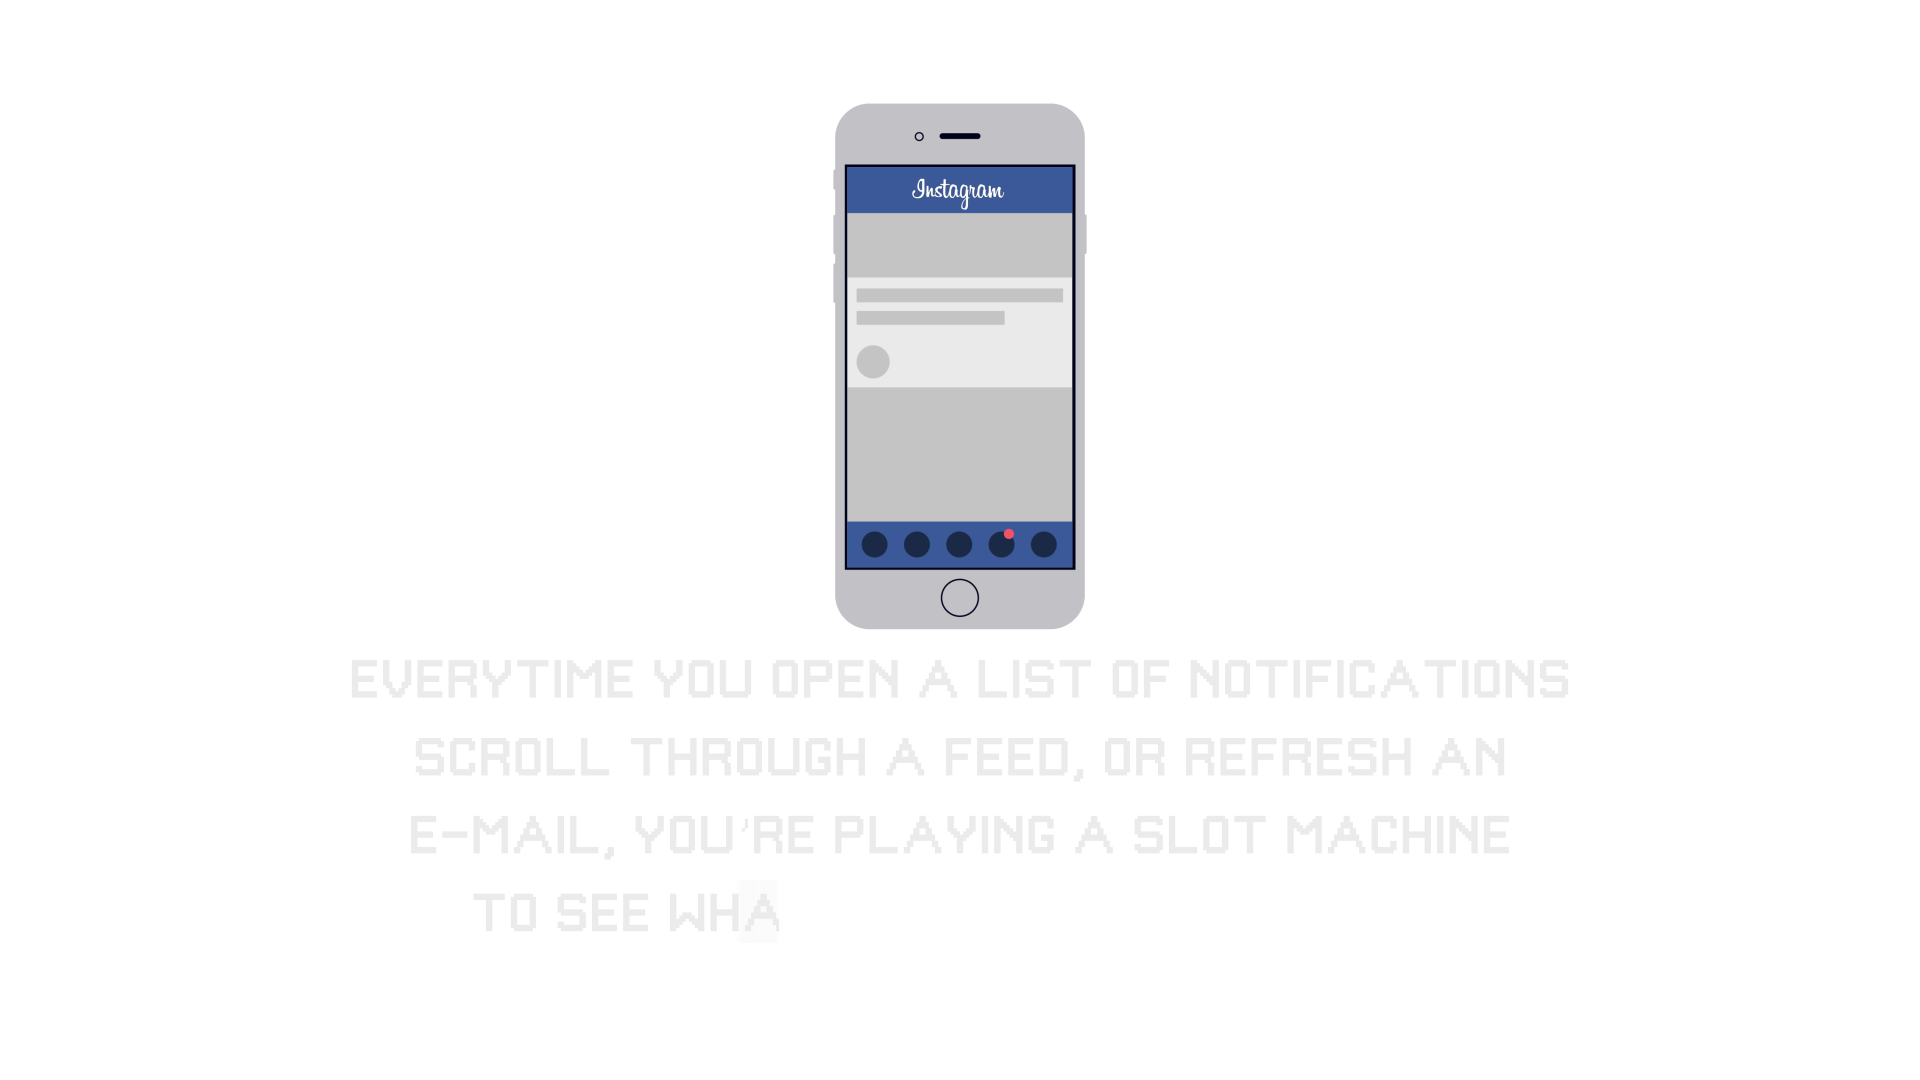 Instagram
EVERYTIME YOU OPEN A LIST OF NOTIFICATIONS
SCROLL THROUGH A FEED, OR REFRESH AN
E-MAIL, YOU'RE PLAYING A SLOT MACHINE
TO SEE WHA